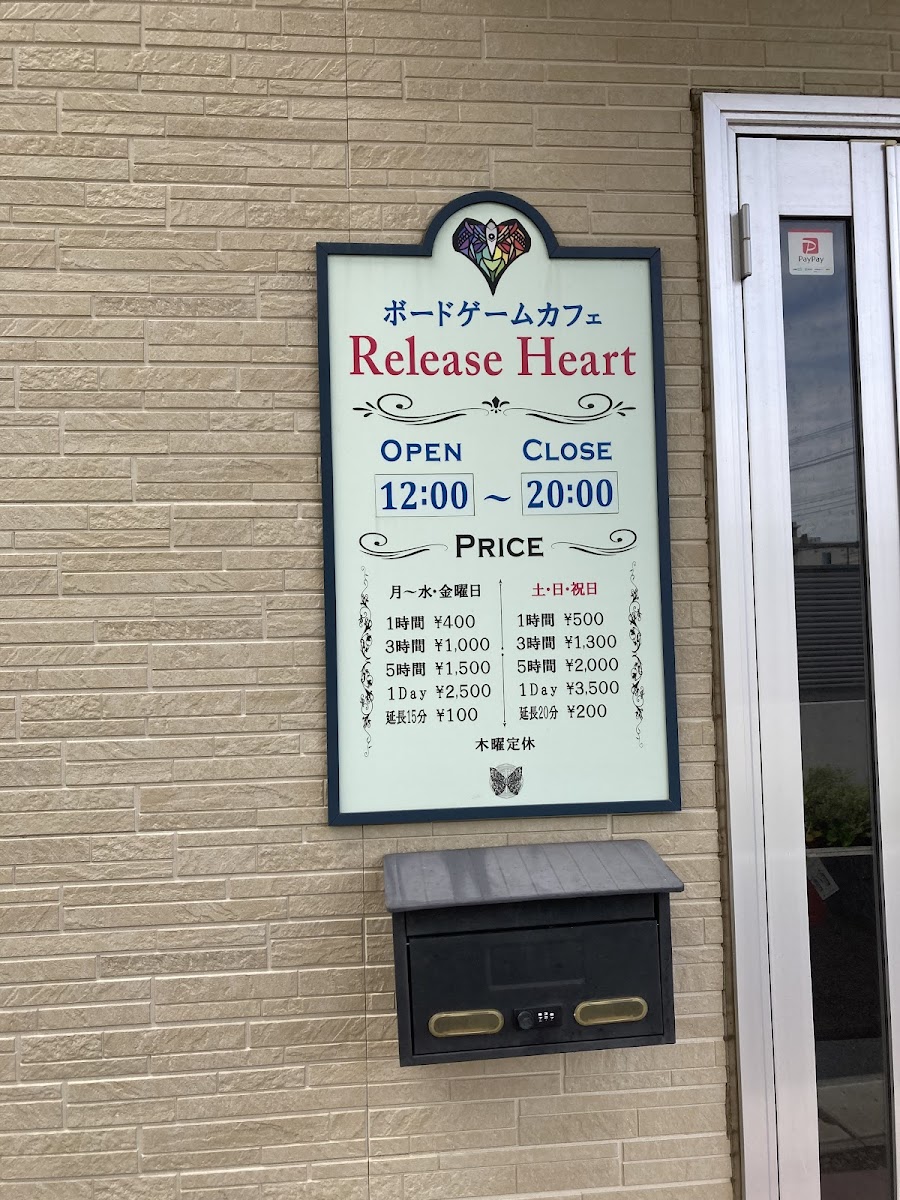 ボードゲームカフェ
Release Heart
OPEN CLOSE
12:00 ～ 20:00
PRICE
月～水・金曜日
1時間 ¥400
3時間 ¥1,000
5時間 ¥1,500
1Day ¥2,500
延長15分 ¥100
土・日・祝日
1時間 ¥500
3時間 ¥1,300
5時間 ¥2,000
1Day ¥3,500
延長20分 ¥200
木曜定休
PayPay